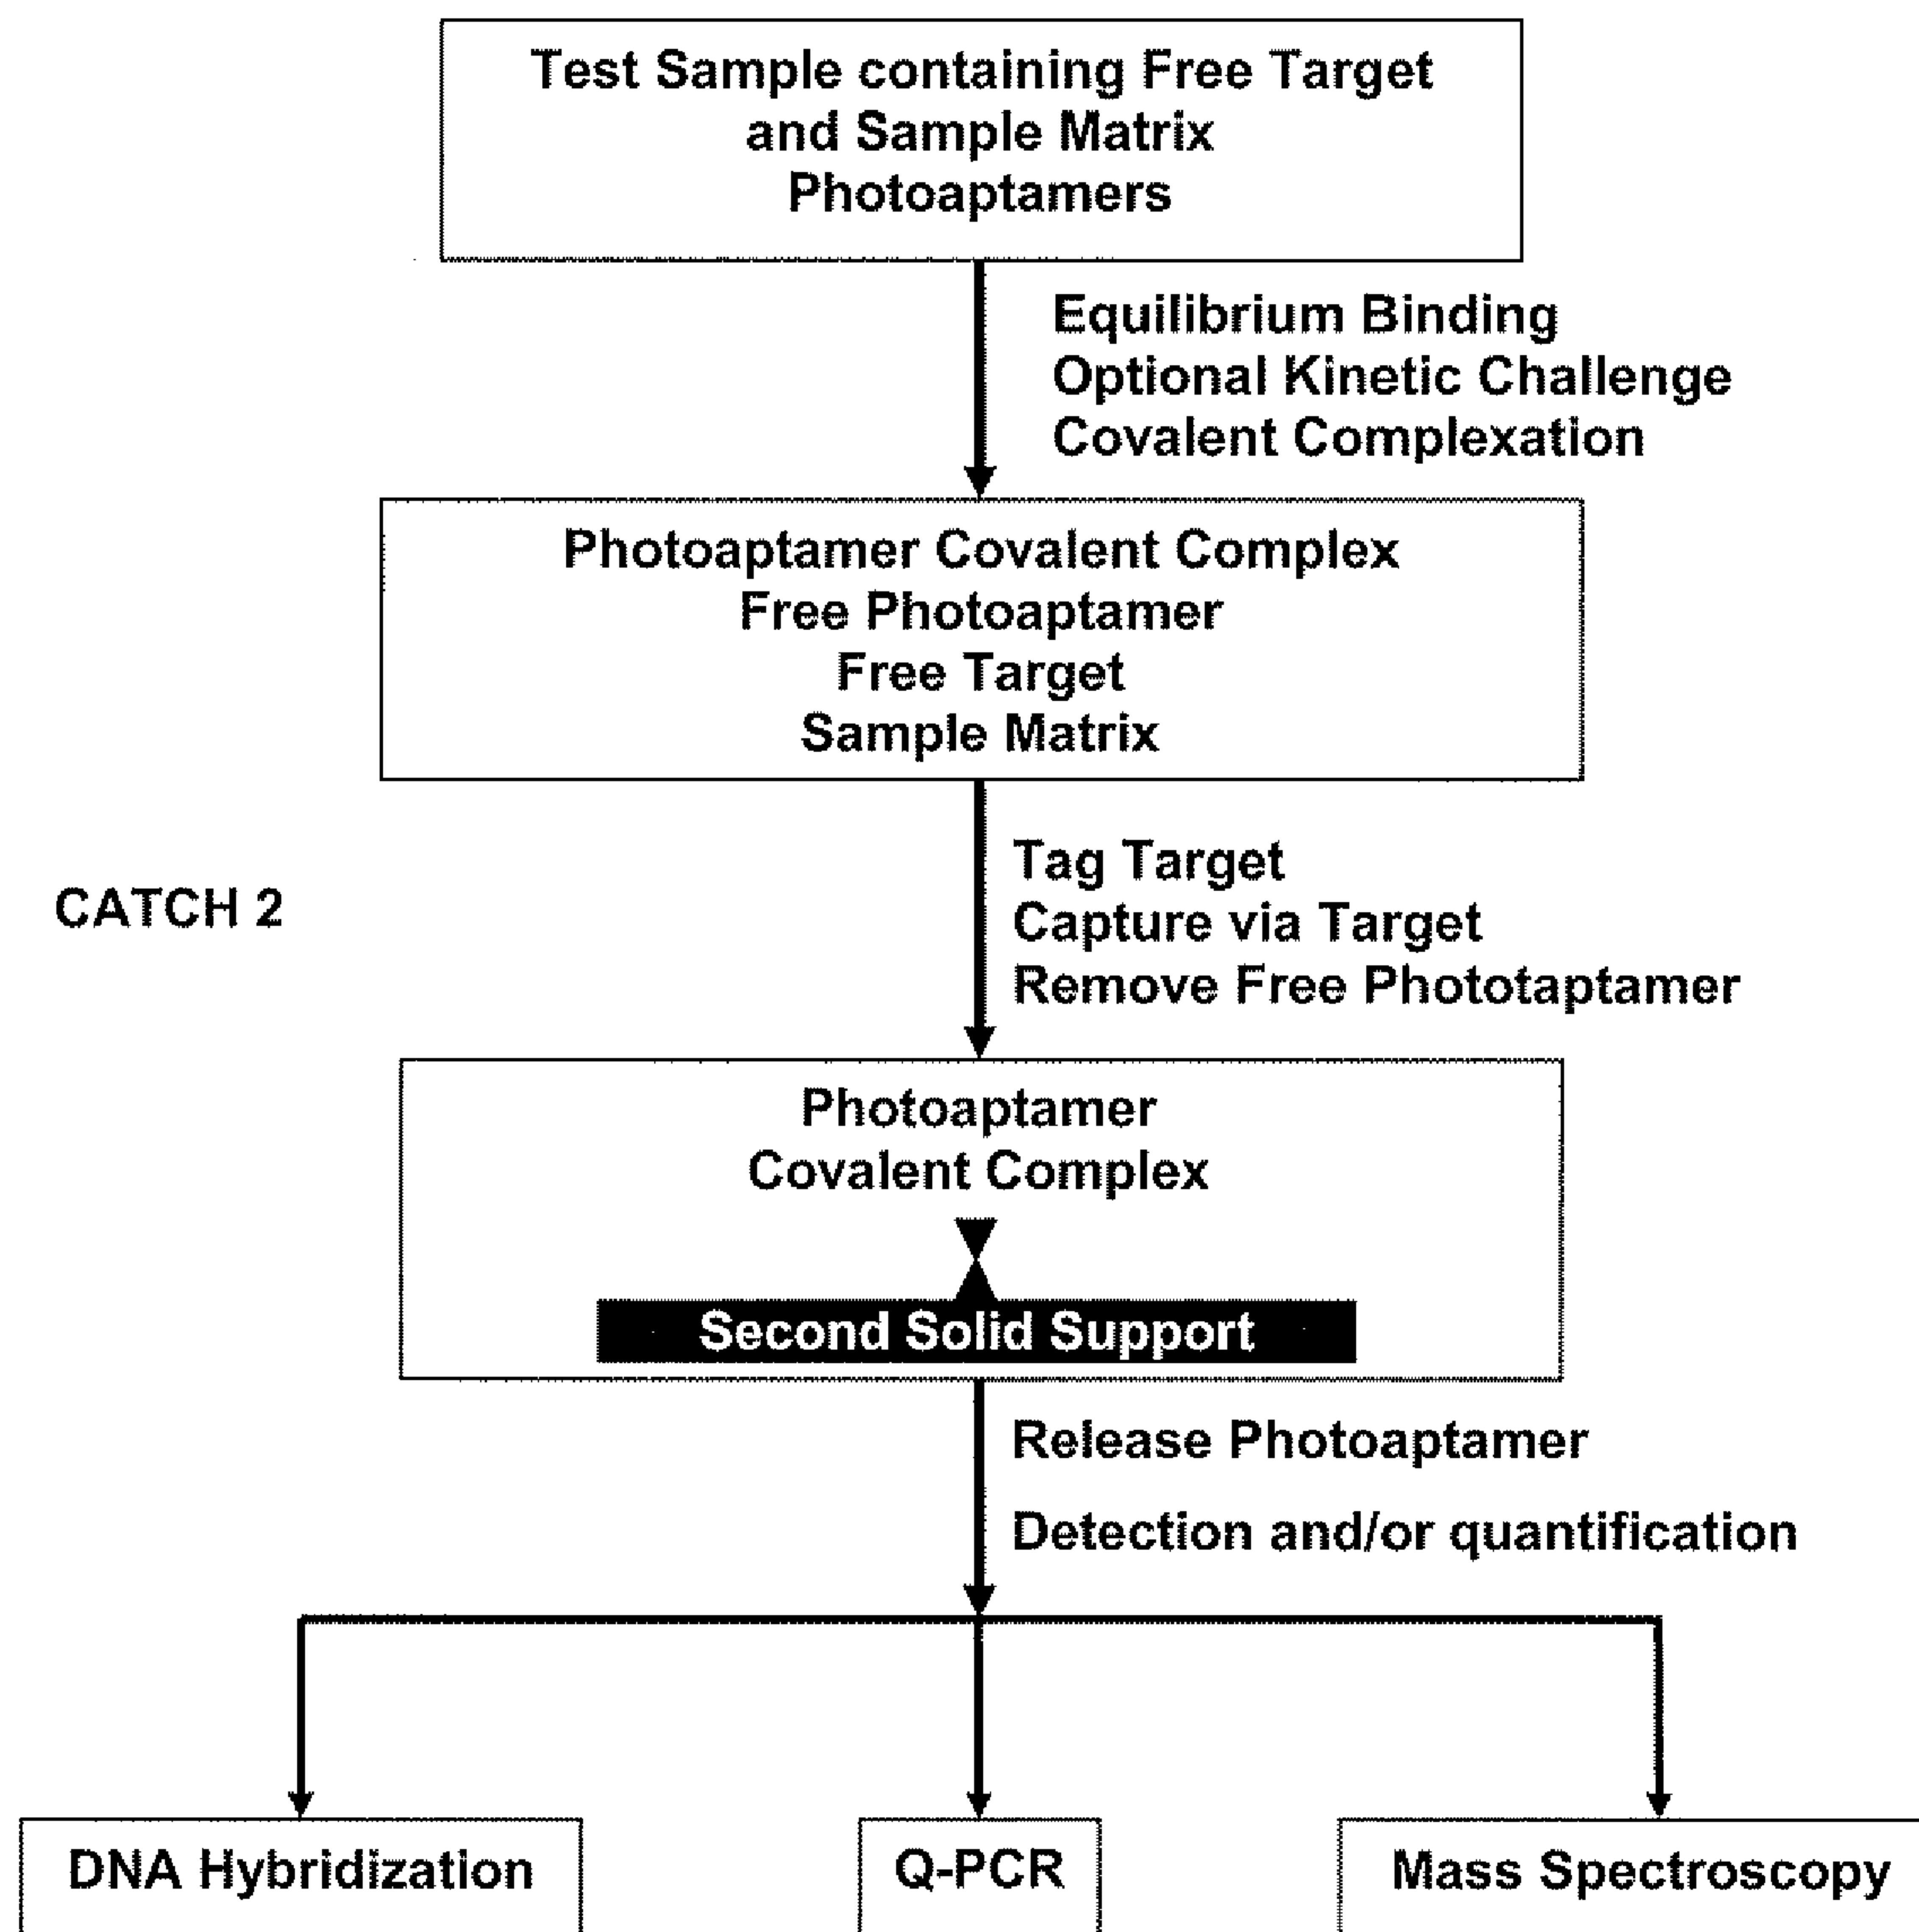 Test Sample containing Free Target
and Sample Matrix
Photoaptamers
Equilibrium Binding
Optional Kinetic Challenge
Covalent Complexation
Photoaptamer Covalent Complex
Free Photoaptamer
Free Target
Sample Matrix
CATCH 2
Tag Target
Capture via Target
Remove Free Phototaptamer
Photoaptamer
Covalent Complex
Second Solid Support
Release Photoaptamer
Detection and/or quantification
DNA Hybridization
Q-PCR
Mass Spectroscopy